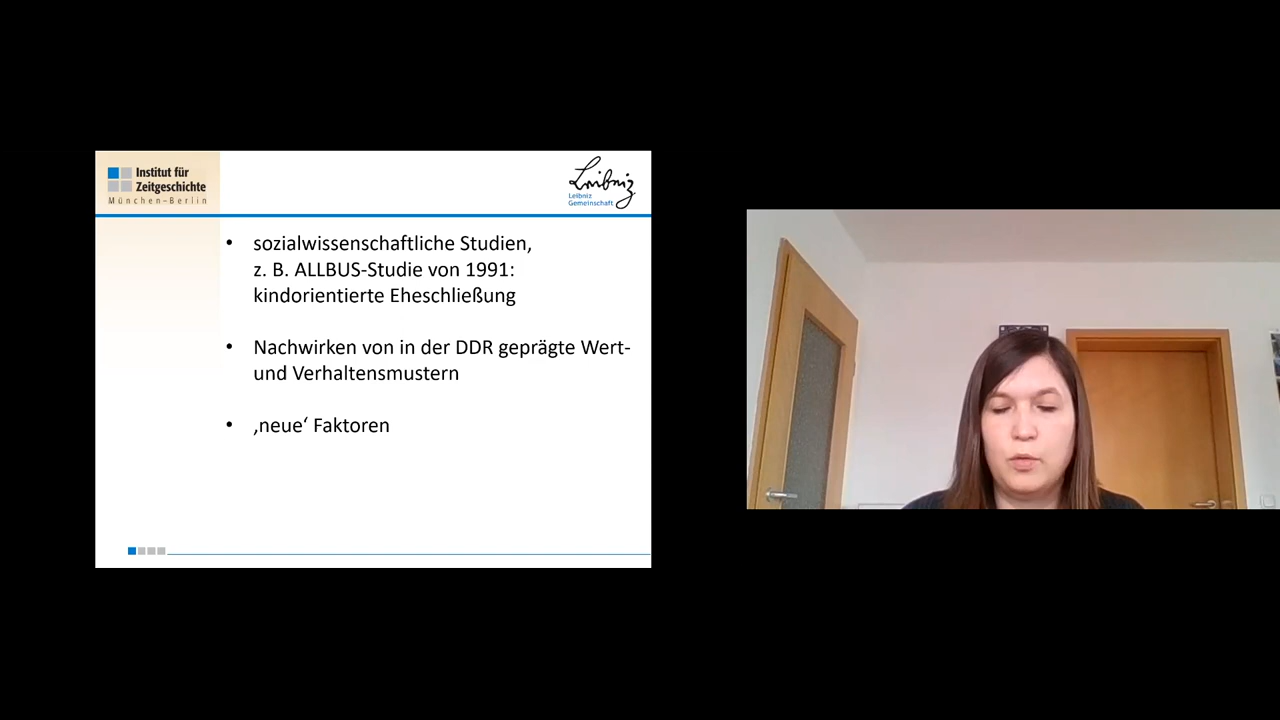 Institut für
Zeitgeschichte
München–Berlin
Leibniz
Leibniz
Gemeinschaft
• sozialwissenschaftliche Studien,
z. B. ALLBUS-Studie von 1991:
kindorientierte Eheschließung
• Nachwirken von in der DDR geprägte Wert-
und Verhaltensmustern
• ‚neue‘ Faktoren